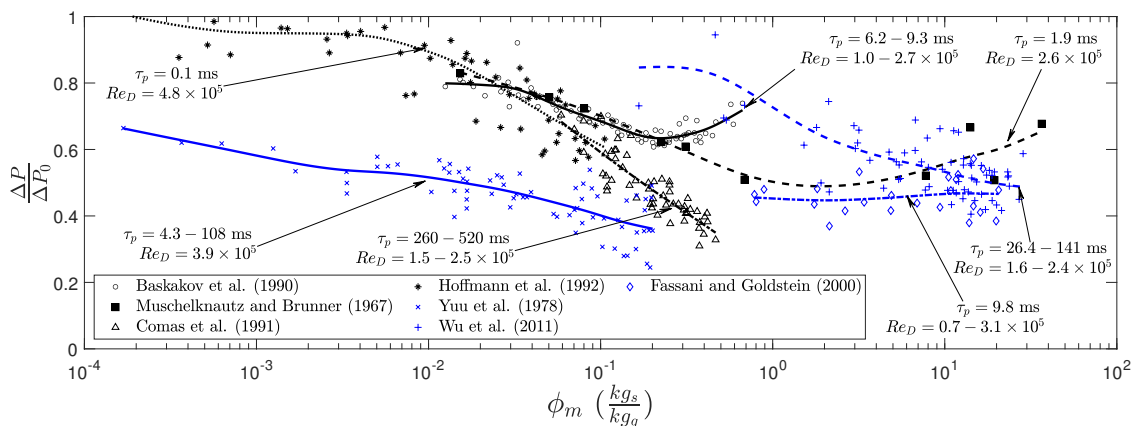 τ_p = 0.1 ms
Re_D = 4.8 × 10^5
τ_p = 6.2 − 9.3 ms
Re_D = 1.0 − 2.7 × 10^5
τ_p = 1.9 ms
Re_D = 2.6 × 10^5
τ_p = 4.3 − 108 ms
Re_D = 3.9 × 10^5
τ_p = 260 − 520 ms
Re_D = 1.5 − 2.5 × 10^5
τ_p = 26.4 − 141 ms
Re_D = 1.6 − 2.4 × 10^5
τ_p = 9.8 ms
Re_D = 0.7 − 3.1 × 10^5
Baskakov et al. (1990)
Muschelknautz and Brunner (1967)
Comas et al. (1991)
Hoffmann et al. (1992)
Yuu et al. (1978)
Wu et al. (2011)
Fassani and Goldstein (2000)
ΔP/ΔP_0
1
0.8
0.6
0.4
0.2
0
10^-4 10^-3 10^-2 10^-1 10^0 10^1 10^2
ϕ_m (kg_s/kg_g)